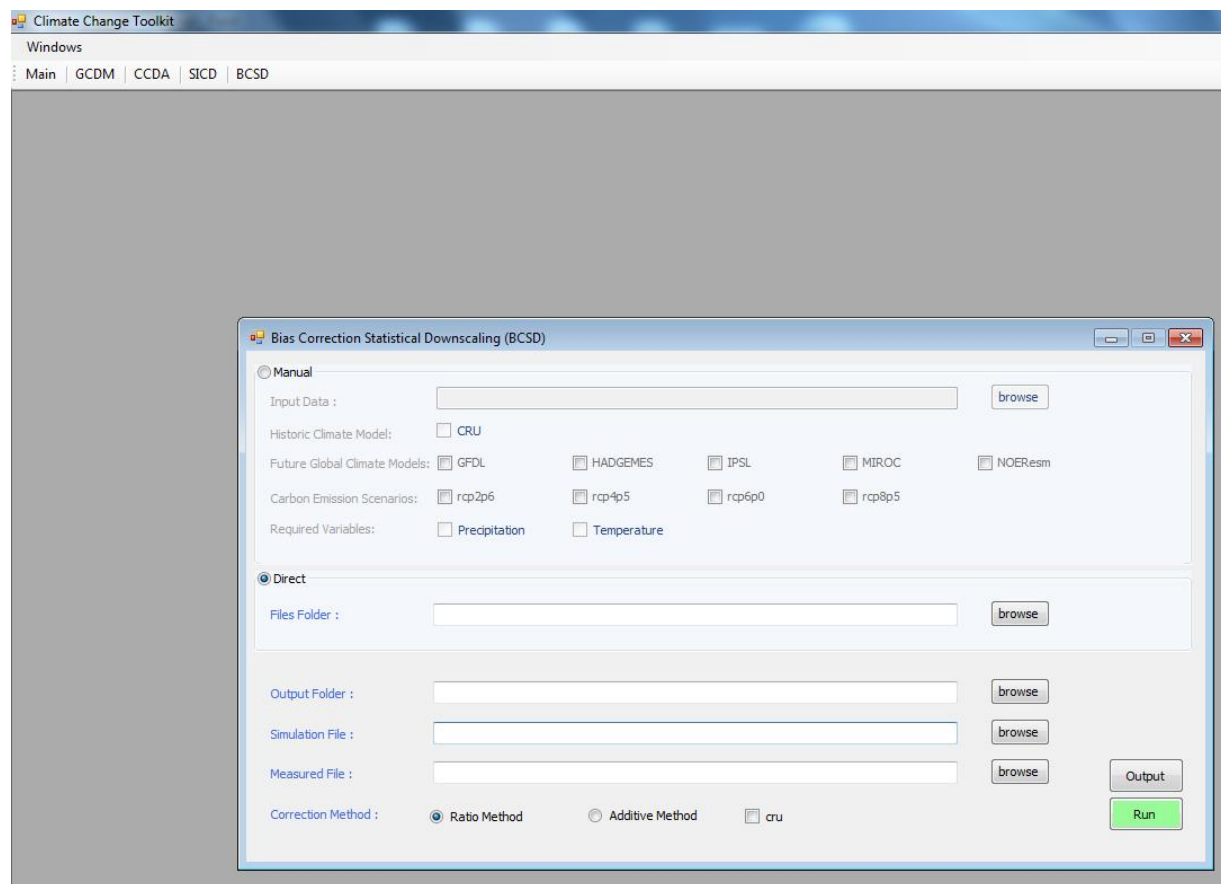 Climate Change Toolkit
Windows
Main GCDM CCDA SICD BCSD
Bias Correction Statistical Downscaling (BCSD)
Manual
Input Data : browse
Historic Climate Model: CRU
Future Global Climate Models: GFDL HADGEMES IPSL MIROC NOEResm
Carbon Emission Scenarios: rcp2p6 rcp4p5 rcp6p0 rcp8p5
Required Variables: Precipitation Temperature
Direct
Files Folder : browse
Output Folder : browse
Simulation File : browse
Measured File : browse
Output
Correction Method : Ratio Method Additive Method cru
Run